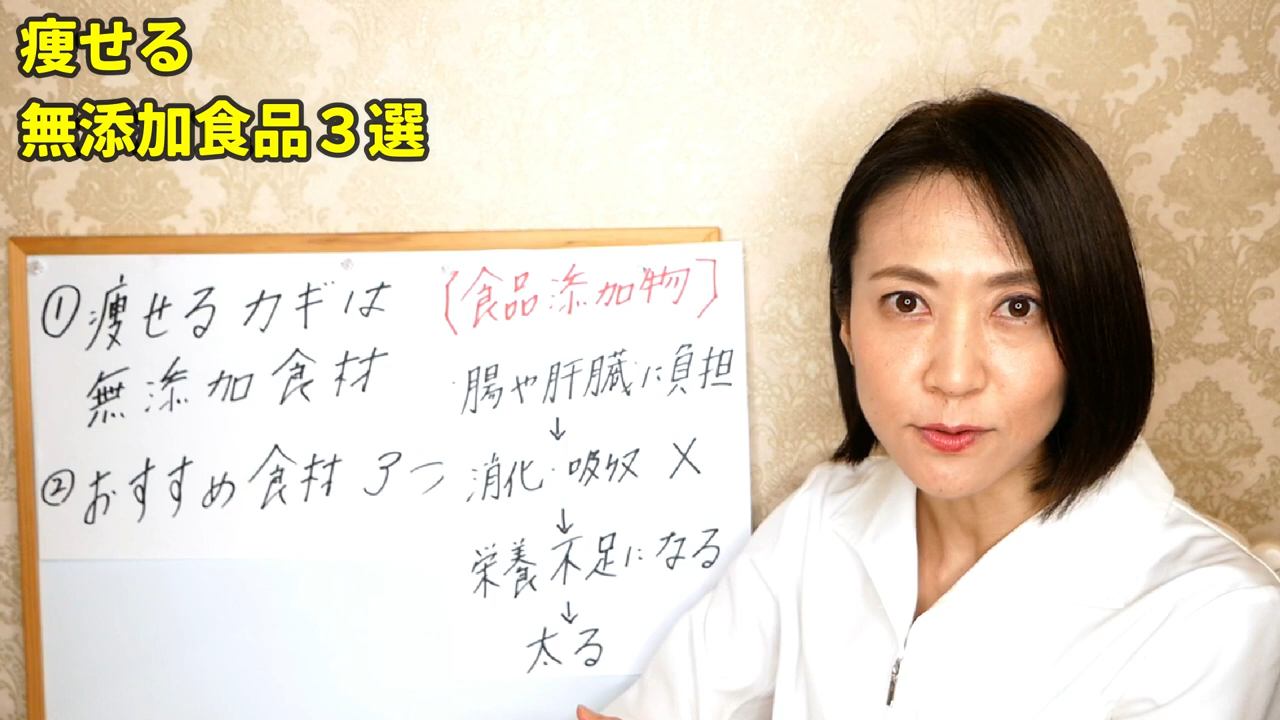 痩せる
無添加食品3選
①痩せるカギは
無添加食材
②おすすめ食材 3つ
[食品添加物]
腸や肝臓に負担
↓
消化・吸収 X
↓
栄養不足になる
↓
太る